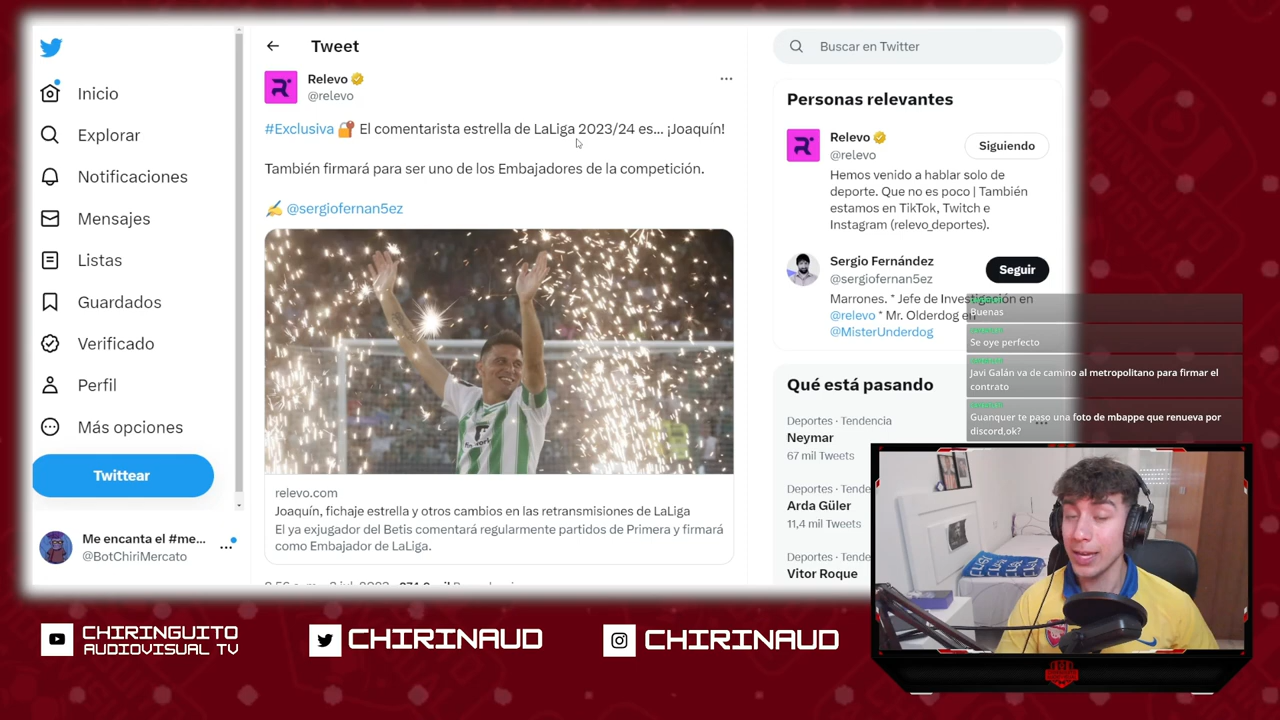 Tweet
Buscar en Twitter
Inicio
Explorar
Notificaciones
Mensajes
Listas
Guardados
Verificado
Perfil
Más opciones
Twittear
Me encanta el #me...
@BotChiriMercato
Relevo
@relevo
#Exclusiva 🔐 El comentarista estrella de LaLiga 2023/24 es... ¡Joaquín!
También firmará para ser uno de los Embajadores de la competición.
✍️ @sergiofernan5ez
relevo.com
Joaquín, fichaje estrella y otros cambios en las retransmisiones de LaLiga
El ya exjugador del Betis comentará regularmente partidos de Primera y firmará
como Embajador de LaLiga.
Personas relevantes
Relevo
@relevo
Siguiendo
Hemos venido a hablar solo de
deporte. Que no es poco | También
estamos en TikTok, Twitch e
Instagram (relevo_deportes).
Sergio Fernández
@sergiofernan5ez
Seguir
Marrones. * Jefe de Investigación en
@relevo * Mr. Olderdog en
@MisterUnderdog
Qué está pasando
Deportes · Tendencia
Neymar
67 mil Tweets
Deportes · Tende
Arda Güler
11,4 mil Tweets
Deportes · Tende
Vitor Roque
Buenas
Se oye perfecto
Javi Galán va de camino al metropolitano para firmar el
contrato
Guanquer te paso una foto de mbappe que renueva por
discord,ok?
CHIRINGUITO
AUDIOVISUAL TV
CHIRINAUD
CHIRINAUD